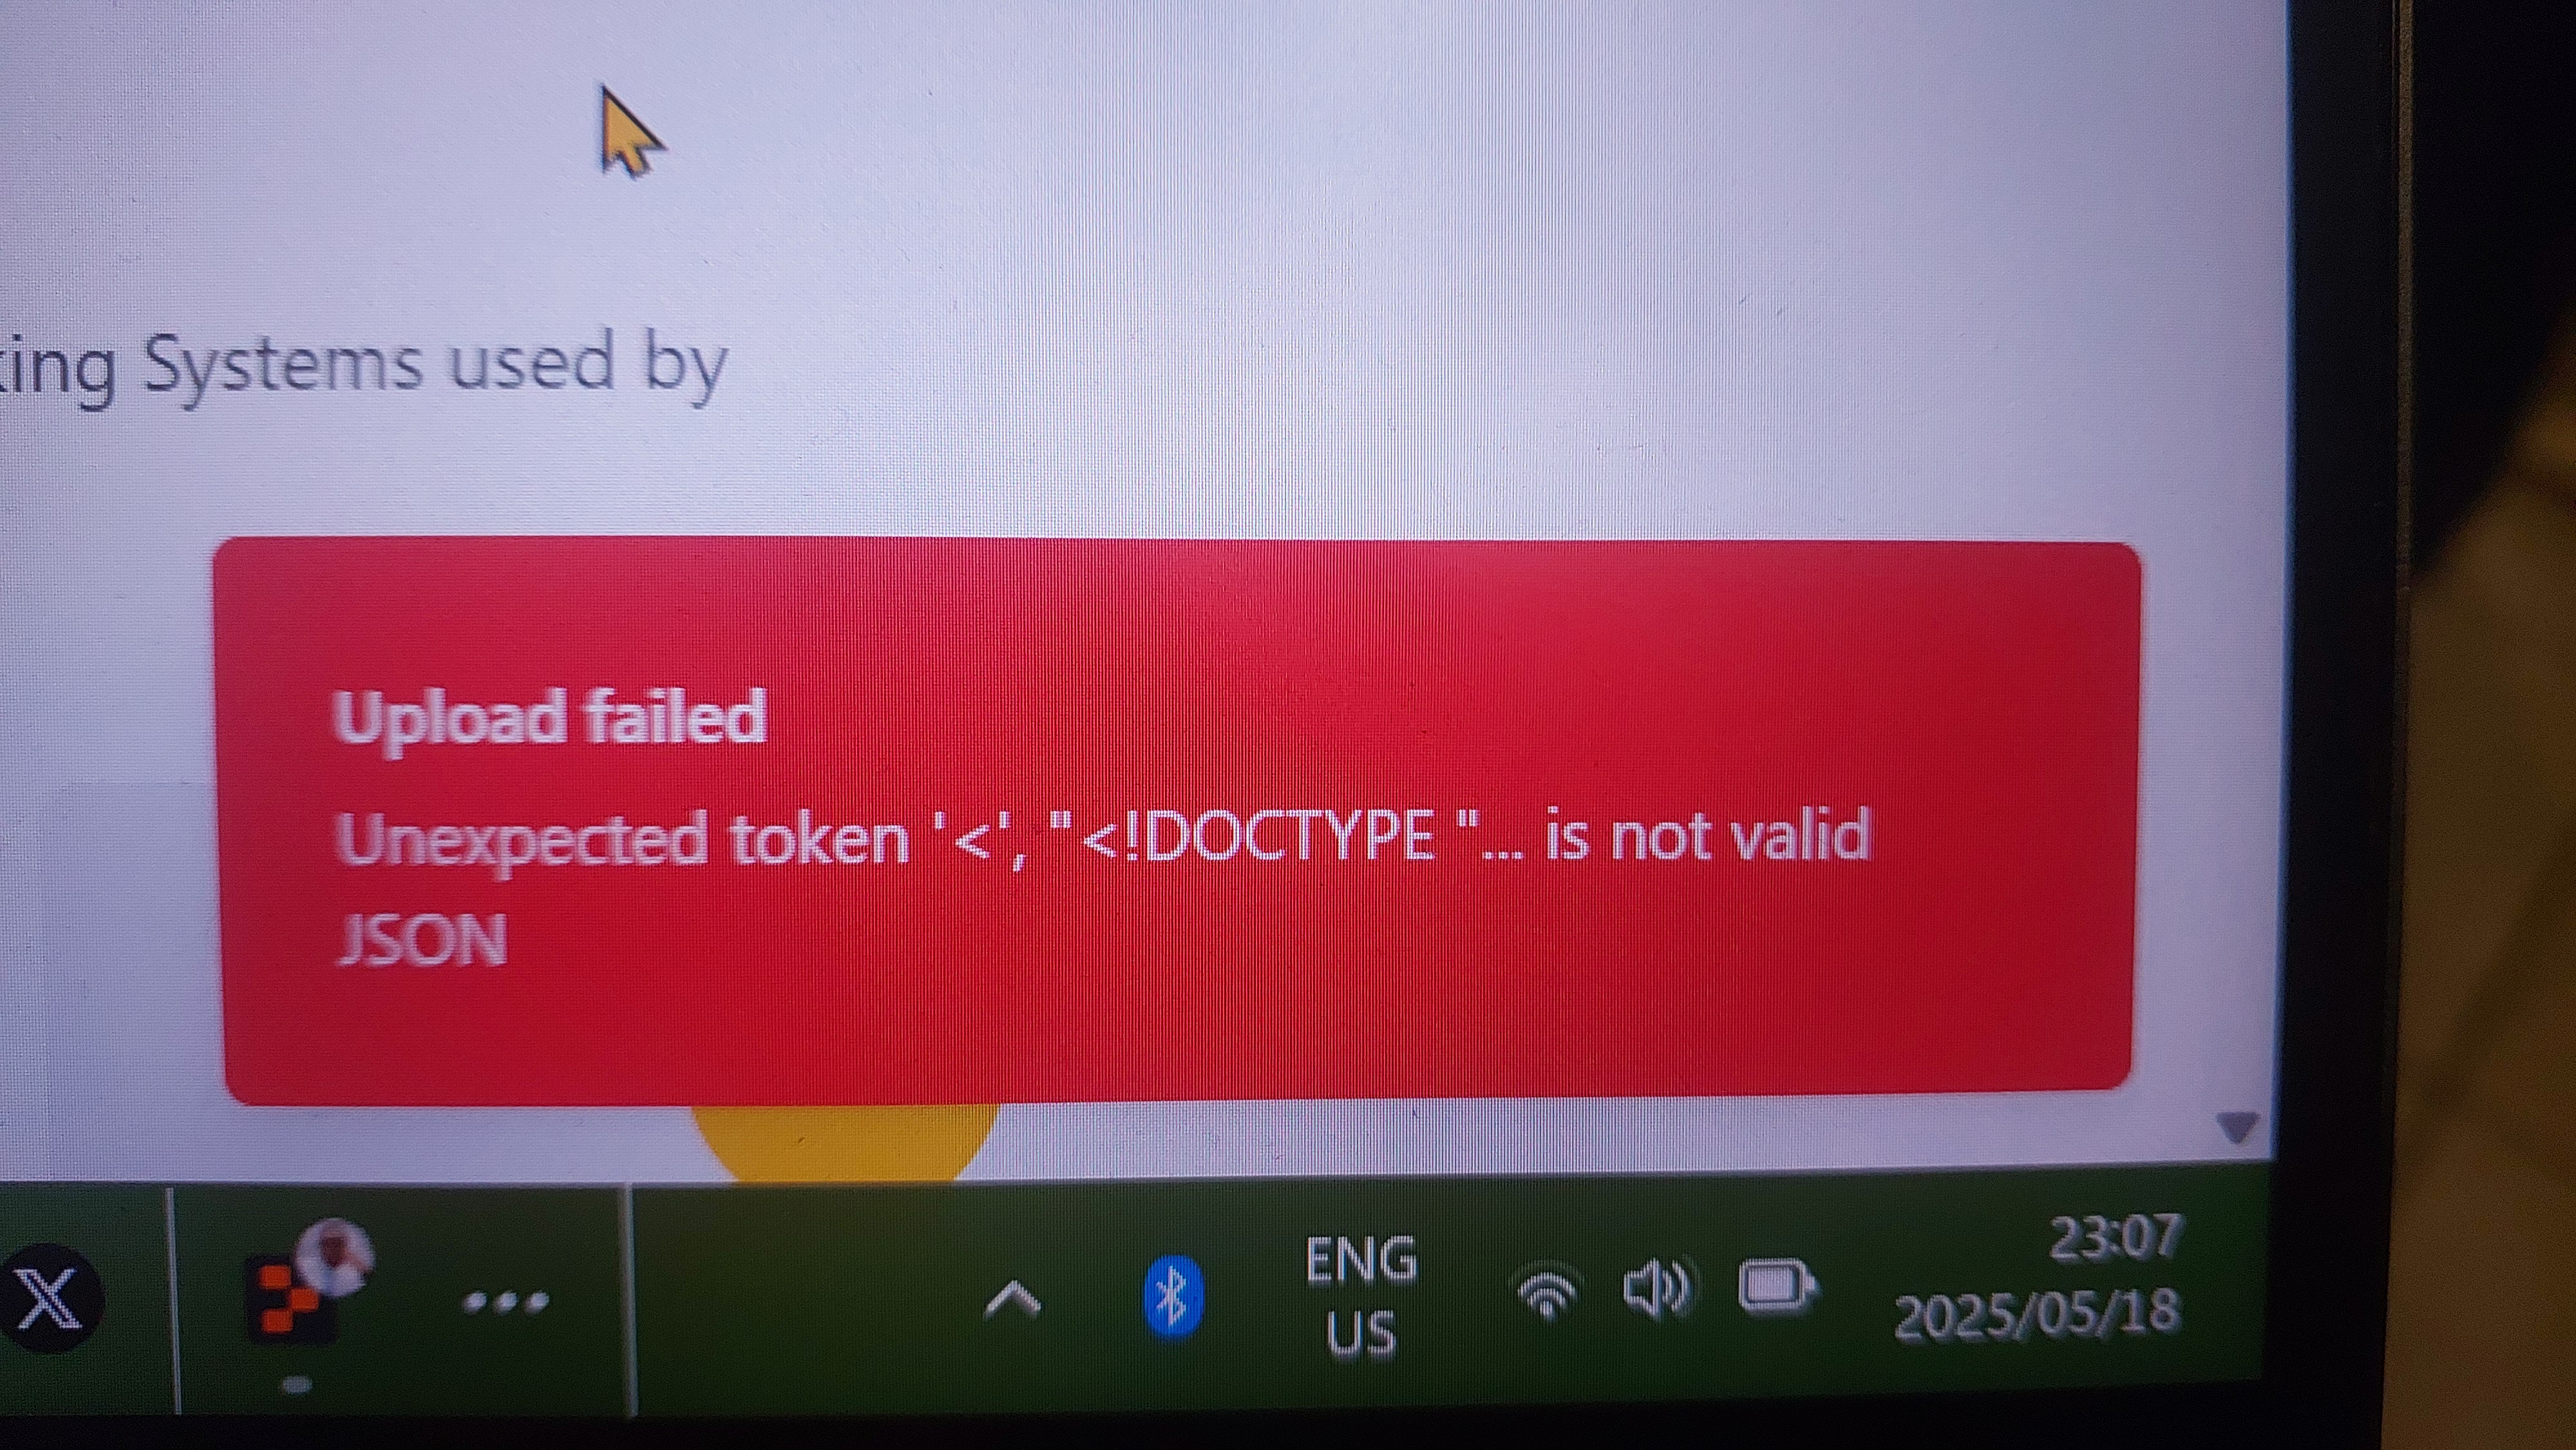 ing Systems used by
Upload failed
Unexpected token '<', "<!DOCTYPE "... is not valid
JSON
ENG
US
23:07
2025/05/18